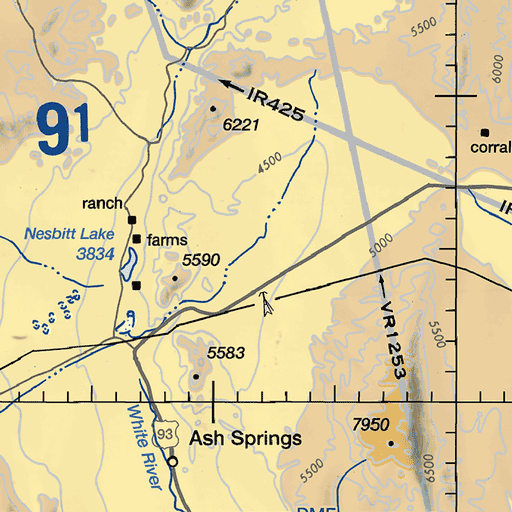 5500
6000
IR425
91
6221
corral
4500
ranch
IR
Nesbitt Lake
3834
farms
5000
5590
VR1253
5500
5583
7950
White River
93
Ash Springs
5500
6500